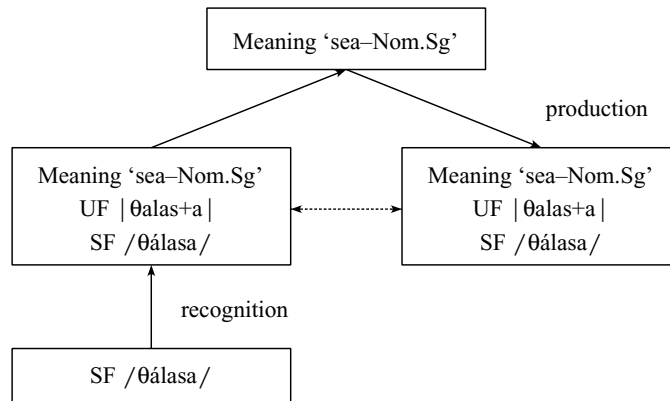 Meaning ‘sea–Nom.Sg’
production
Meaning ‘sea–Nom.Sg’
UF |θalas+a|
SF /θálasa/
Meaning ‘sea–Nom.Sg’
UF |θalas+a|
SF /θálasa/
recognition
SF /θálasa/